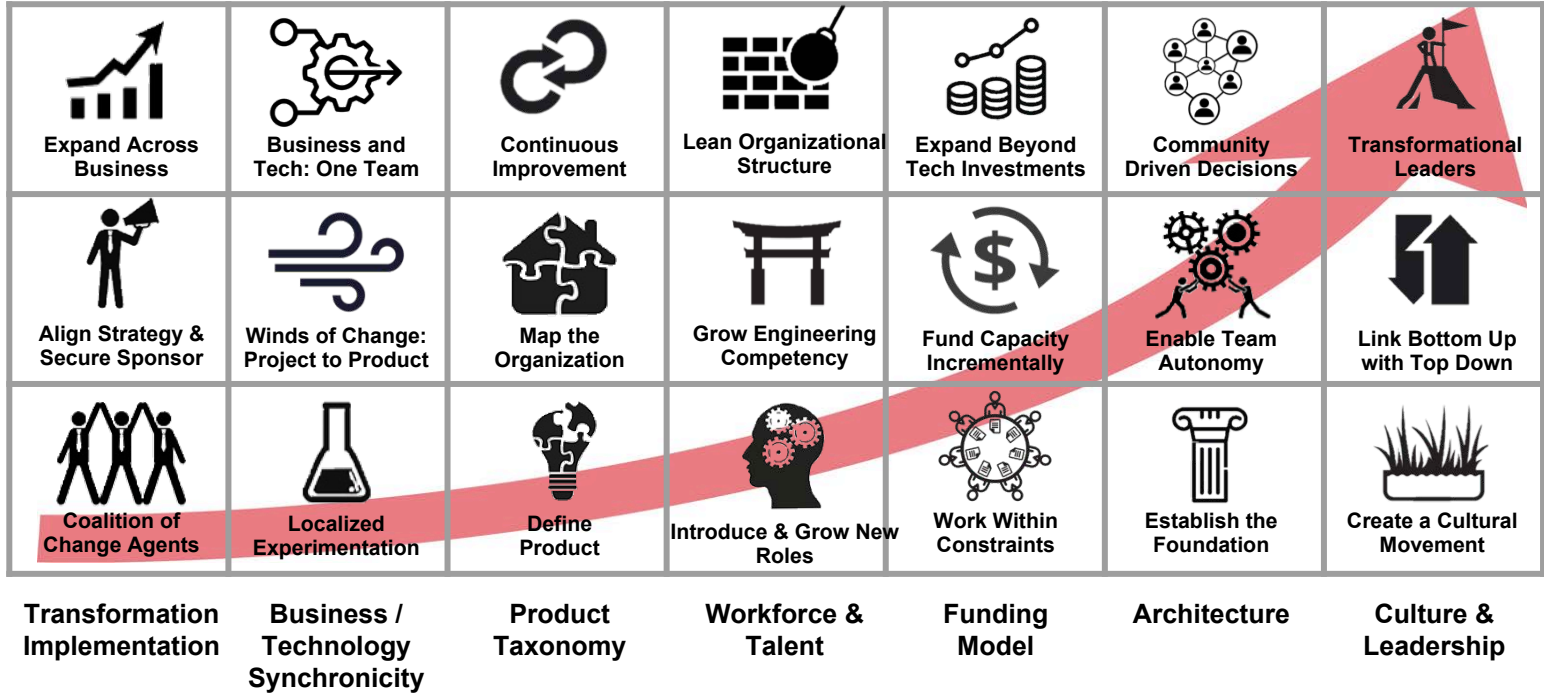 Expand Across
Business
Business and
Tech: One Team
Continuous
Improvement
Lean Organizational
Structure
Expand Beyond
Tech Investments
Community
Driven Decisions
Transformational
Leaders
Align Strategy &
Secure Sponsor
Winds of Change:
Project to Product
Map the
Organization
Grow Engineering
Competency
$
Fund Capacity
Incrementally
Enable Team
Autonomy
Link Bottom Up
with Top Down
Coalition of
Change Agents
Localized
Experimentation
Define
Product
Introduce & Grow New
Roles
Work Within
Constraints
Establish the
Foundation
Create a Cultural
Movement
Transformation
Implementation
Business /
Technology
Synchronicity
Product
Taxonomy
Workforce &
Talent
Funding
Model
Architecture
Culture &
Leadership